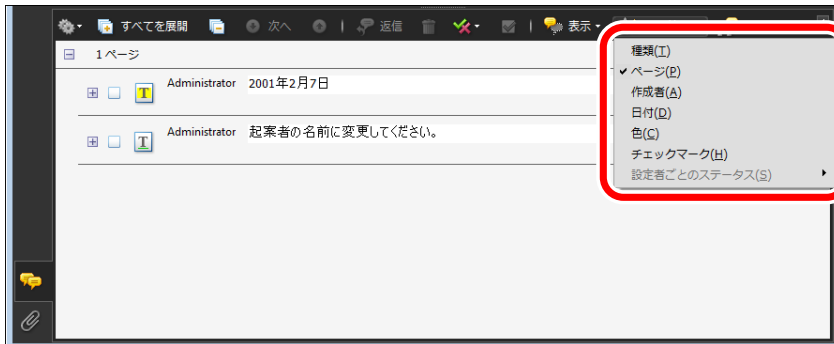 すべてを展開 次へ 返信 表示
1ページ
Administrator 2001年2月7日
T
Administrator 起案者の名前に変更してください。
T
種類(T)
✔ ページ(P)
作成者(A)
日付(D)
色(C)
チェックマーク(H)
設定者ごとのステータス(S)